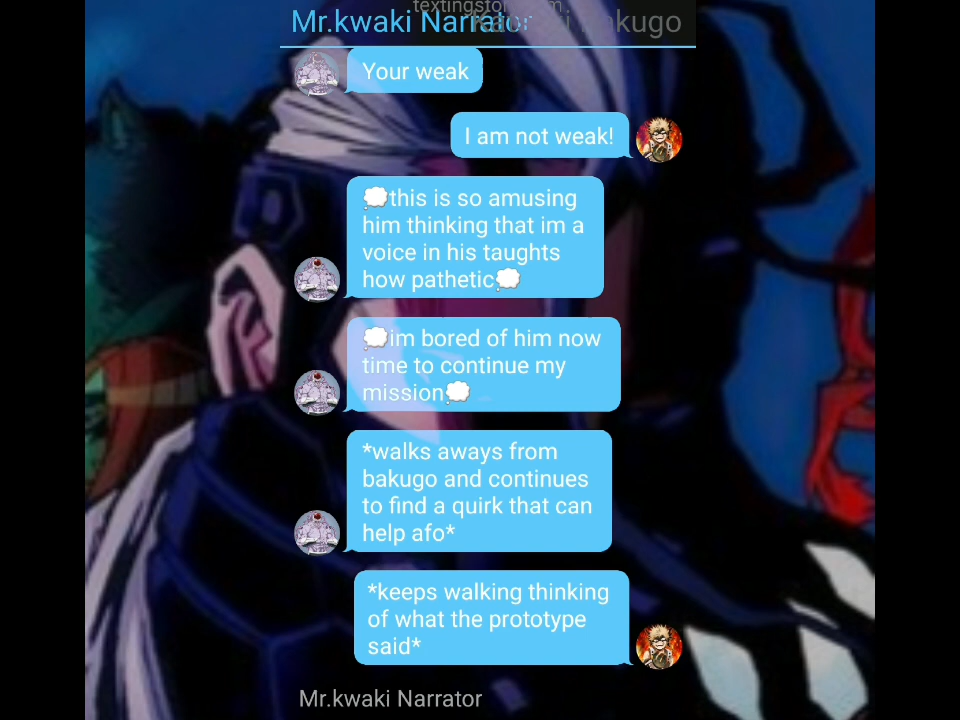 Mr.kwaki Narrator
Your weak
I am not weak!
💭this is so amusing
him thinking that im a
voice in his taughts
how pathetic💭
💭im bored of him now
time to continue my
mission💭
*walks aways from
bakugo and continues
to find a quirk that can
help afo*
*keeps walking thinking
of what the prototype
said*
Mr.kwaki Narrator